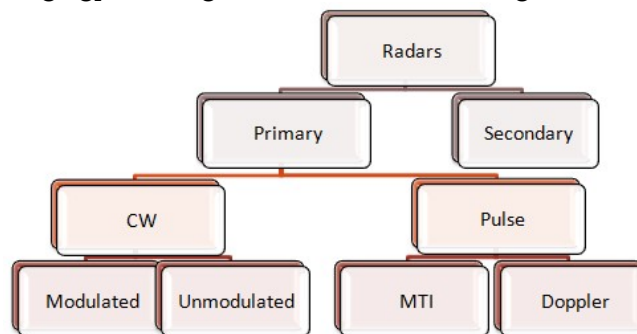 Radars
Primary
Secondary
CW
Pulse
Modulated
Unmodulated
MTI
Doppler